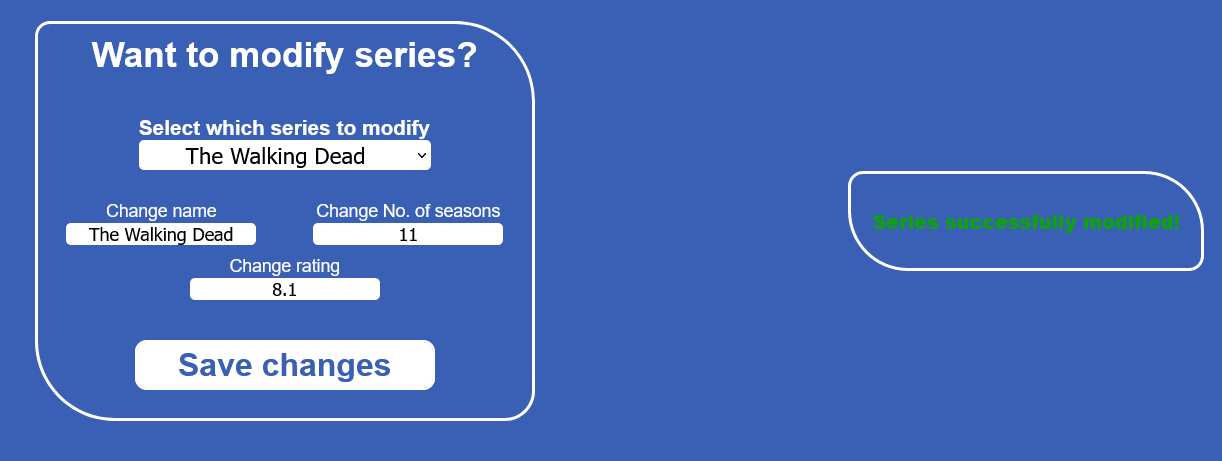 Want to modify series?
Select which series to modify
The Walking Dead
Change name
Change No. of seasons
The Walking Dead
11
Change rating
8.1
Save changes
Series successfully modified!